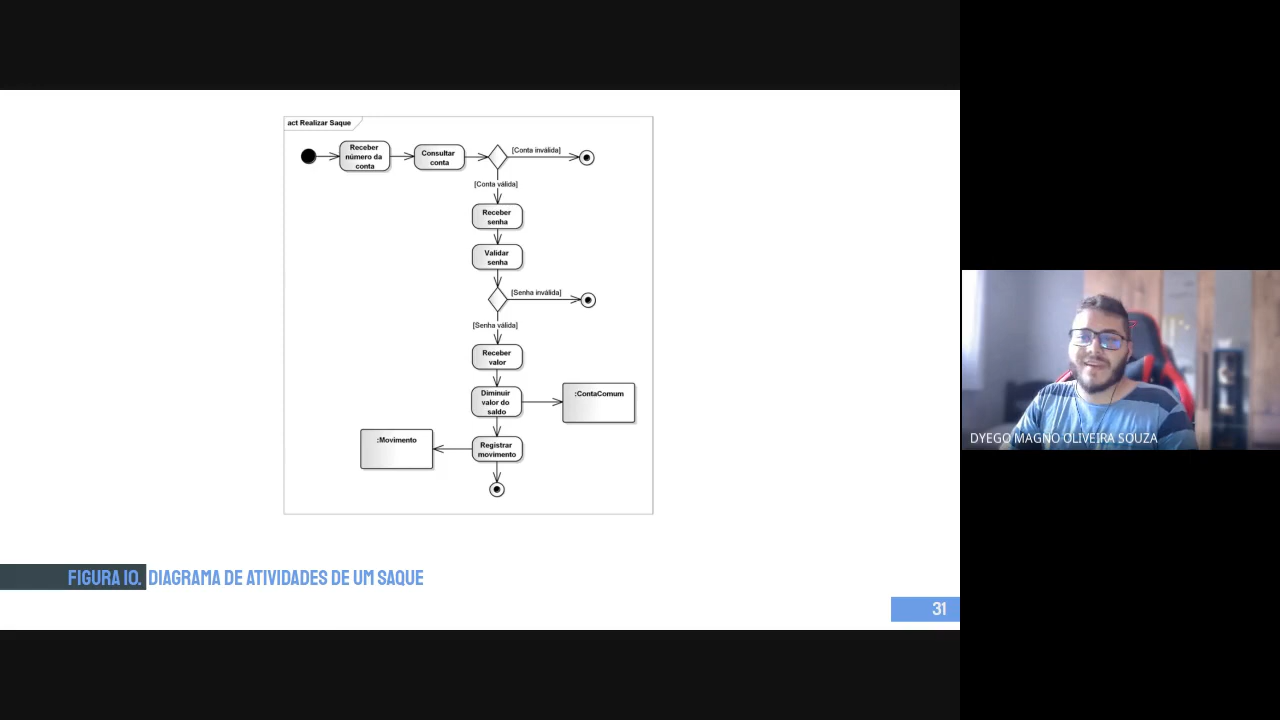 act Realizar Saque
Receber
número da
conta
Consultar
conta
[Conta inválida]
[Conta válida]
Receber
senha
Validar
senha
[Senha inválida]
[Senha válida]
Receber
valor
Diminuir
valor do
saldo
:ContaComum
:Movimento
Registrar
movimento
DYEGO MAGNO OLIVEIRA SOUZA
FIGURA 10. DIAGRAMA DE ATIVIDADES DE UM SAQUE
31